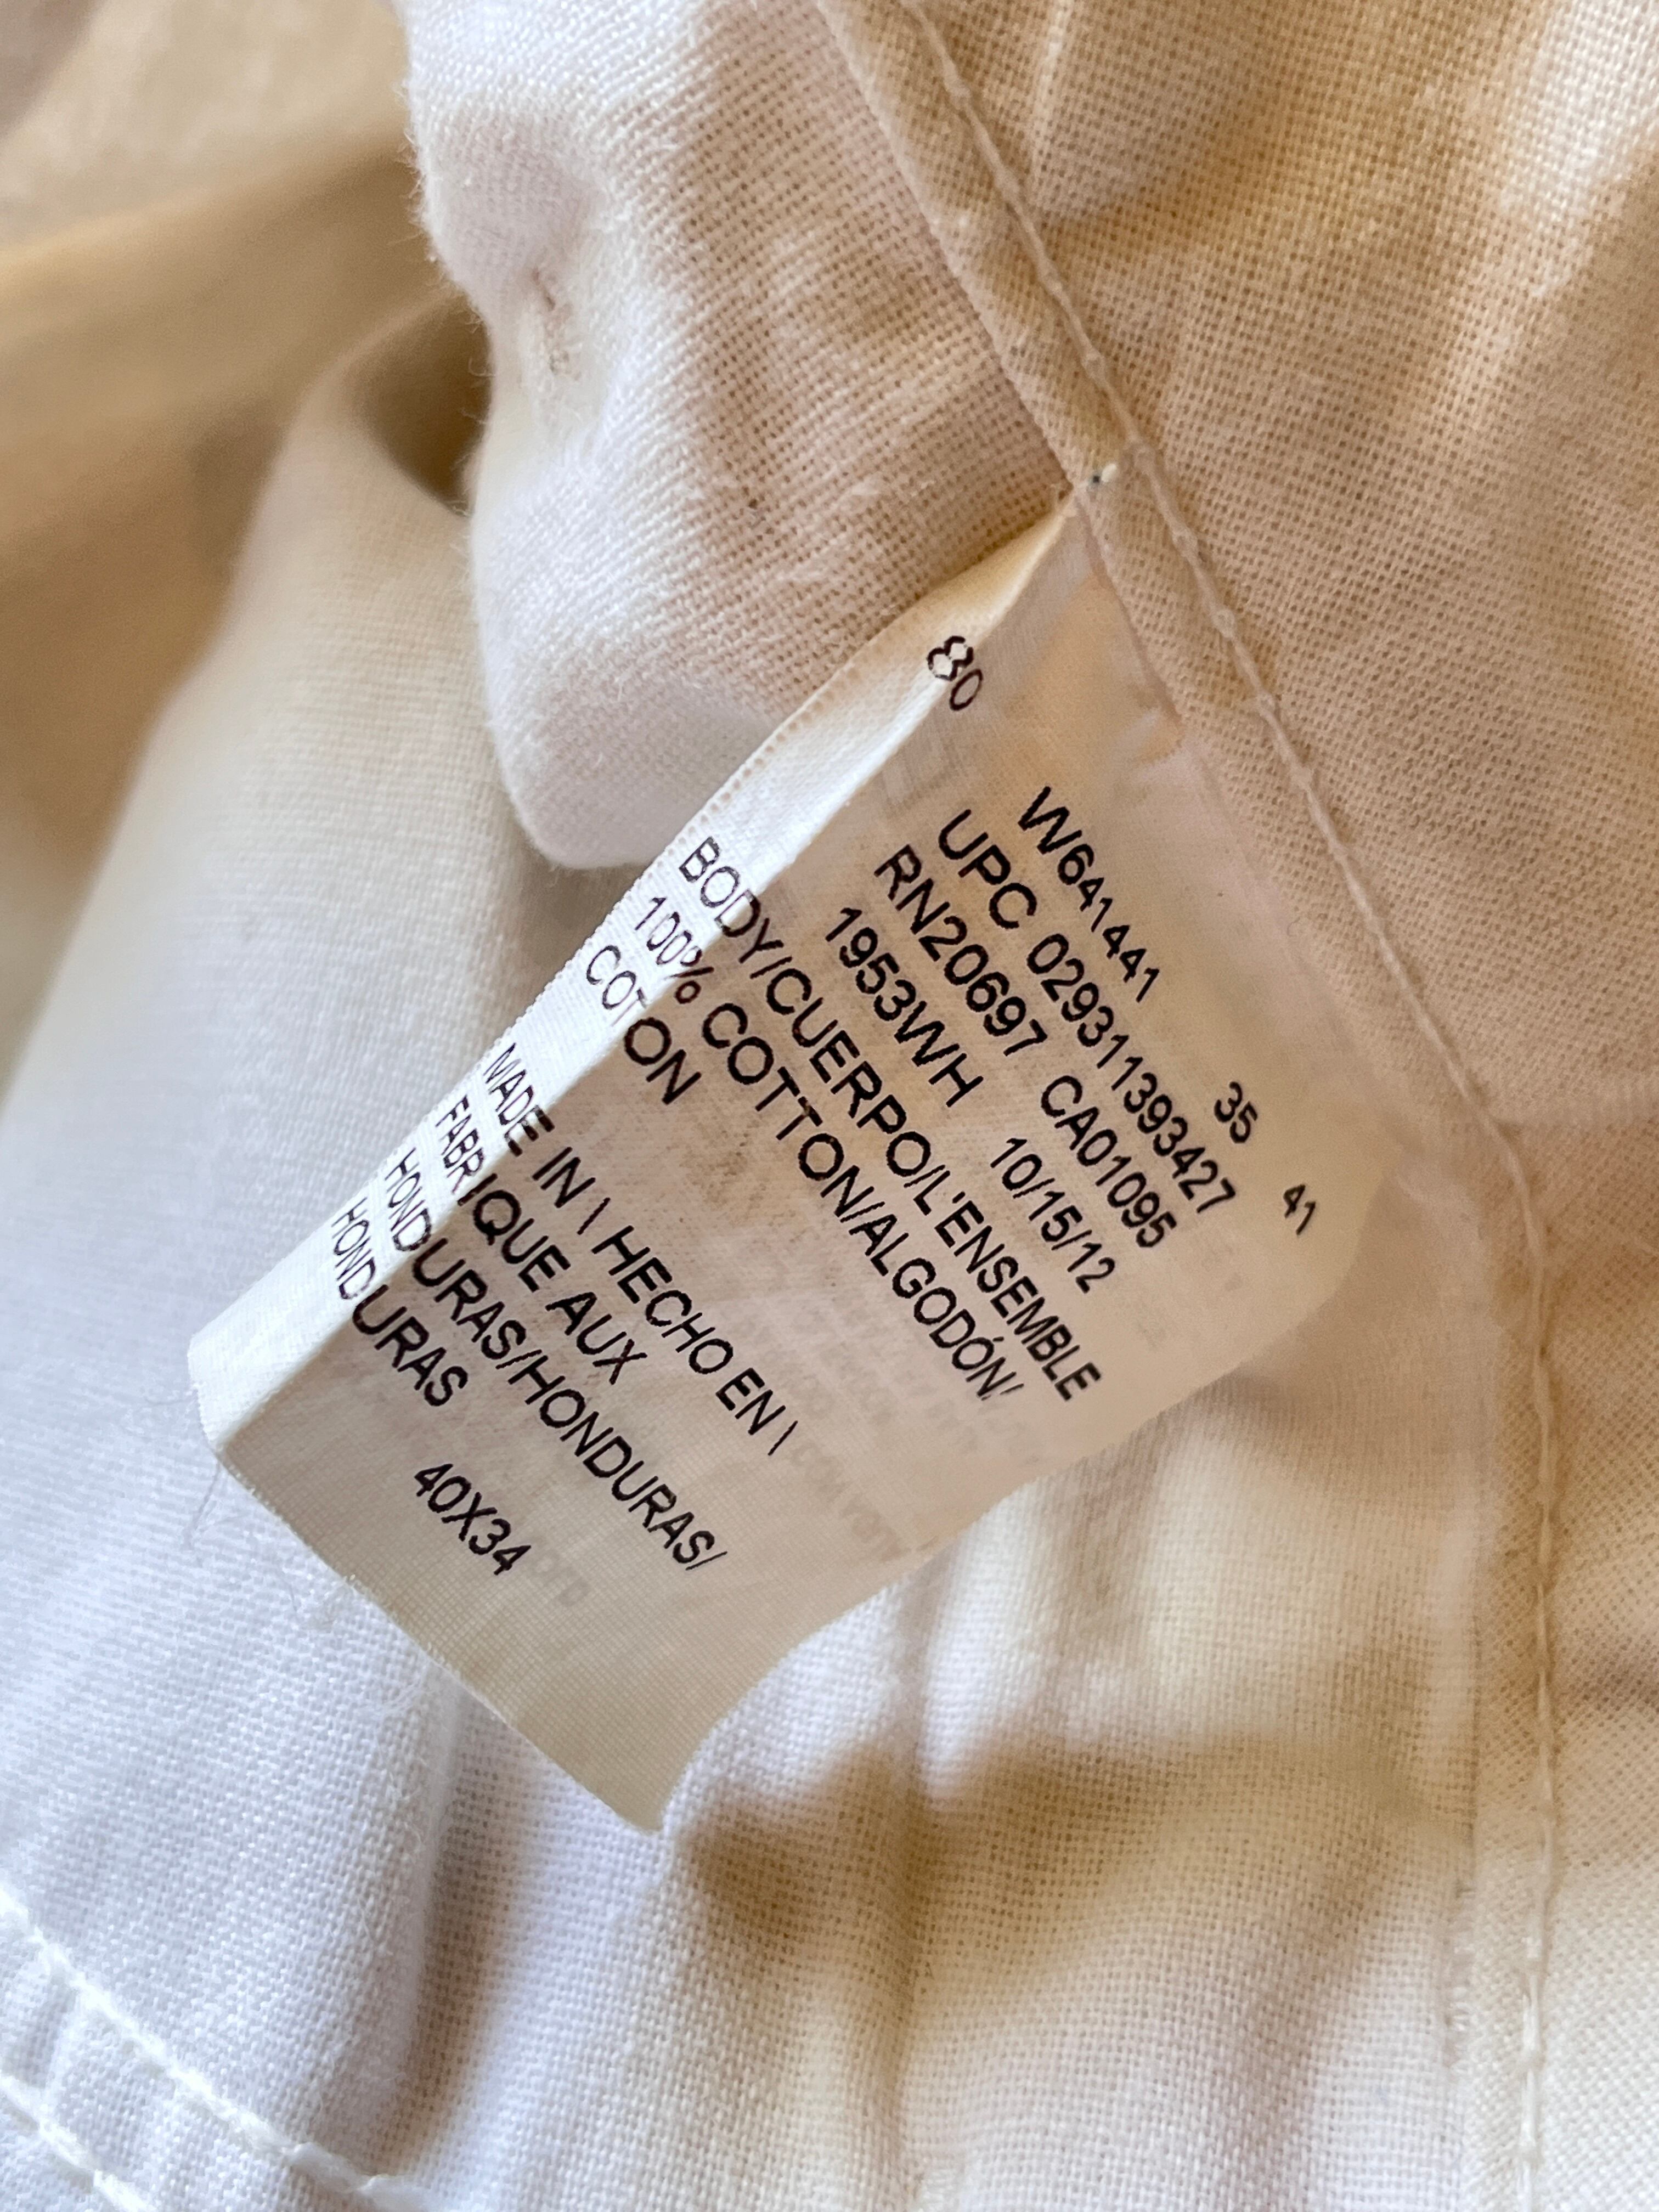 80
W641441 35 41
UPC 029311393427
RN20697 CA01095
1953WH 10/15/12
BODY/CUERPO/L'ENSEMBLE
100% COTTON/ALGODÓN/
COTON
MADE IN \ HECHO EN \
FABRIQUE AUX
HONDURAS/HONDURAS/
HONDURAS
40X34